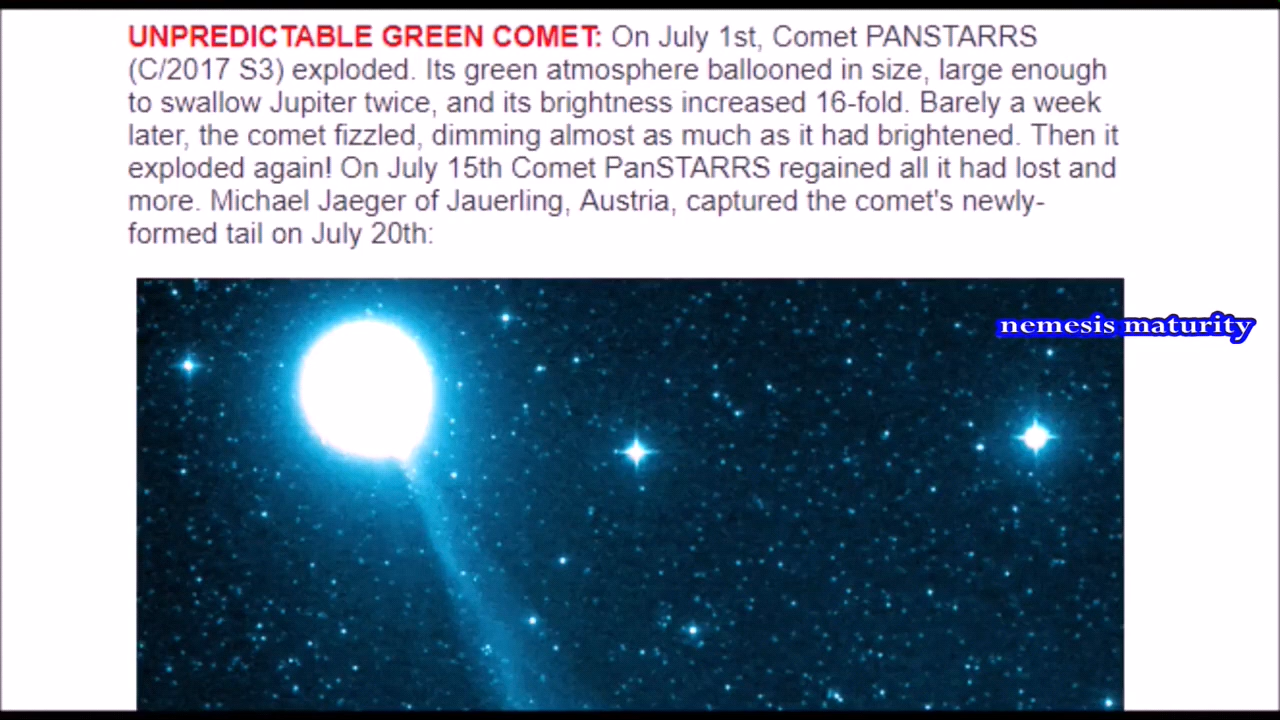 UNPREDICTABLE GREEN COMET: On July 1st, Comet PANSTARRS
(C/2017 S3) exploded. Its green atmosphere ballooned in size, large enough
to swallow Jupiter twice, and its brightness increased 16-fold. Barely a week
later, the comet fizzled, dimming almost as much as it had brightened. Then it
exploded again! On July 15th Comet PanSTARRS regained all it had lost and
more. Michael Jaeger of Jauerling, Austria, captured the comet's newly-
formed tail on July 20th:
nemesis maturity